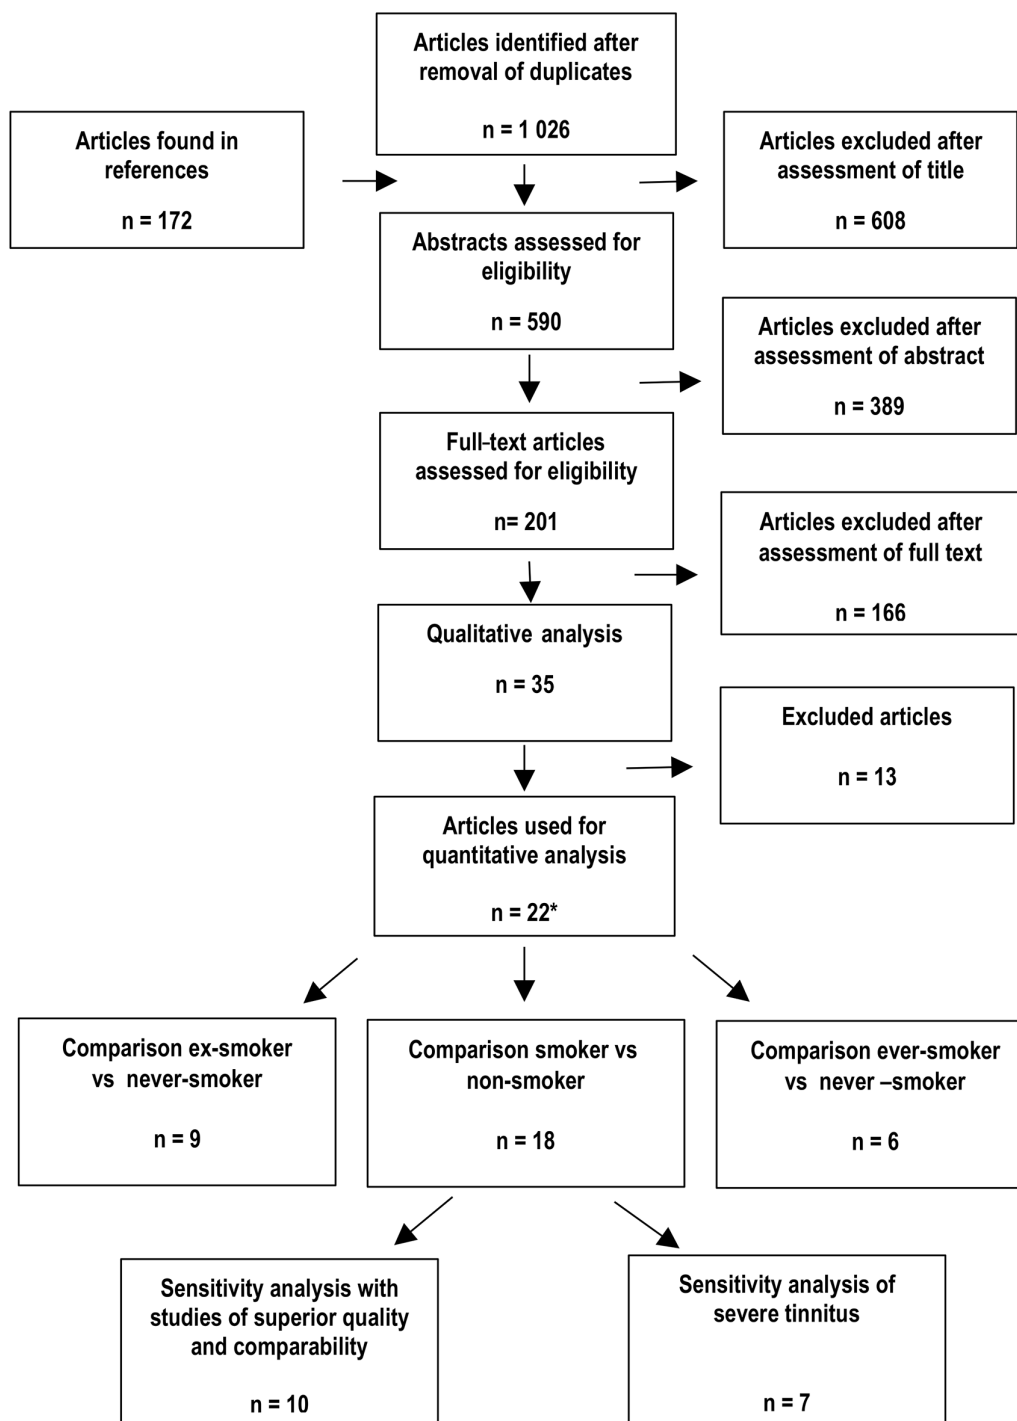 Articles identified after
removal of duplicates
n = 1 026
Articles found in
references
n = 172
Articles excluded after
assessment of title
n = 608
Abstracts assessed for
eligibility
n = 590
Articles excluded after
assessment of abstract
n = 389
Full-text articles
assessed for eligibility
n= 201
Articles excluded after
assessment of full text
n = 166
Qualitative analysis
n = 35
Excluded articles
n = 13
Articles used for
quantitative analysis
n = 22*
Comparison ex-smoker
vs never-smoker
n = 9
Comparison smoker vs
non-smoker
n = 18
Comparison ever-smoker
vs never –smoker
n = 6
Sensitivity analysis with
studies of superior quality
and comparability
n = 10
Sensitivity analysis of
severe tinnitus
n = 7